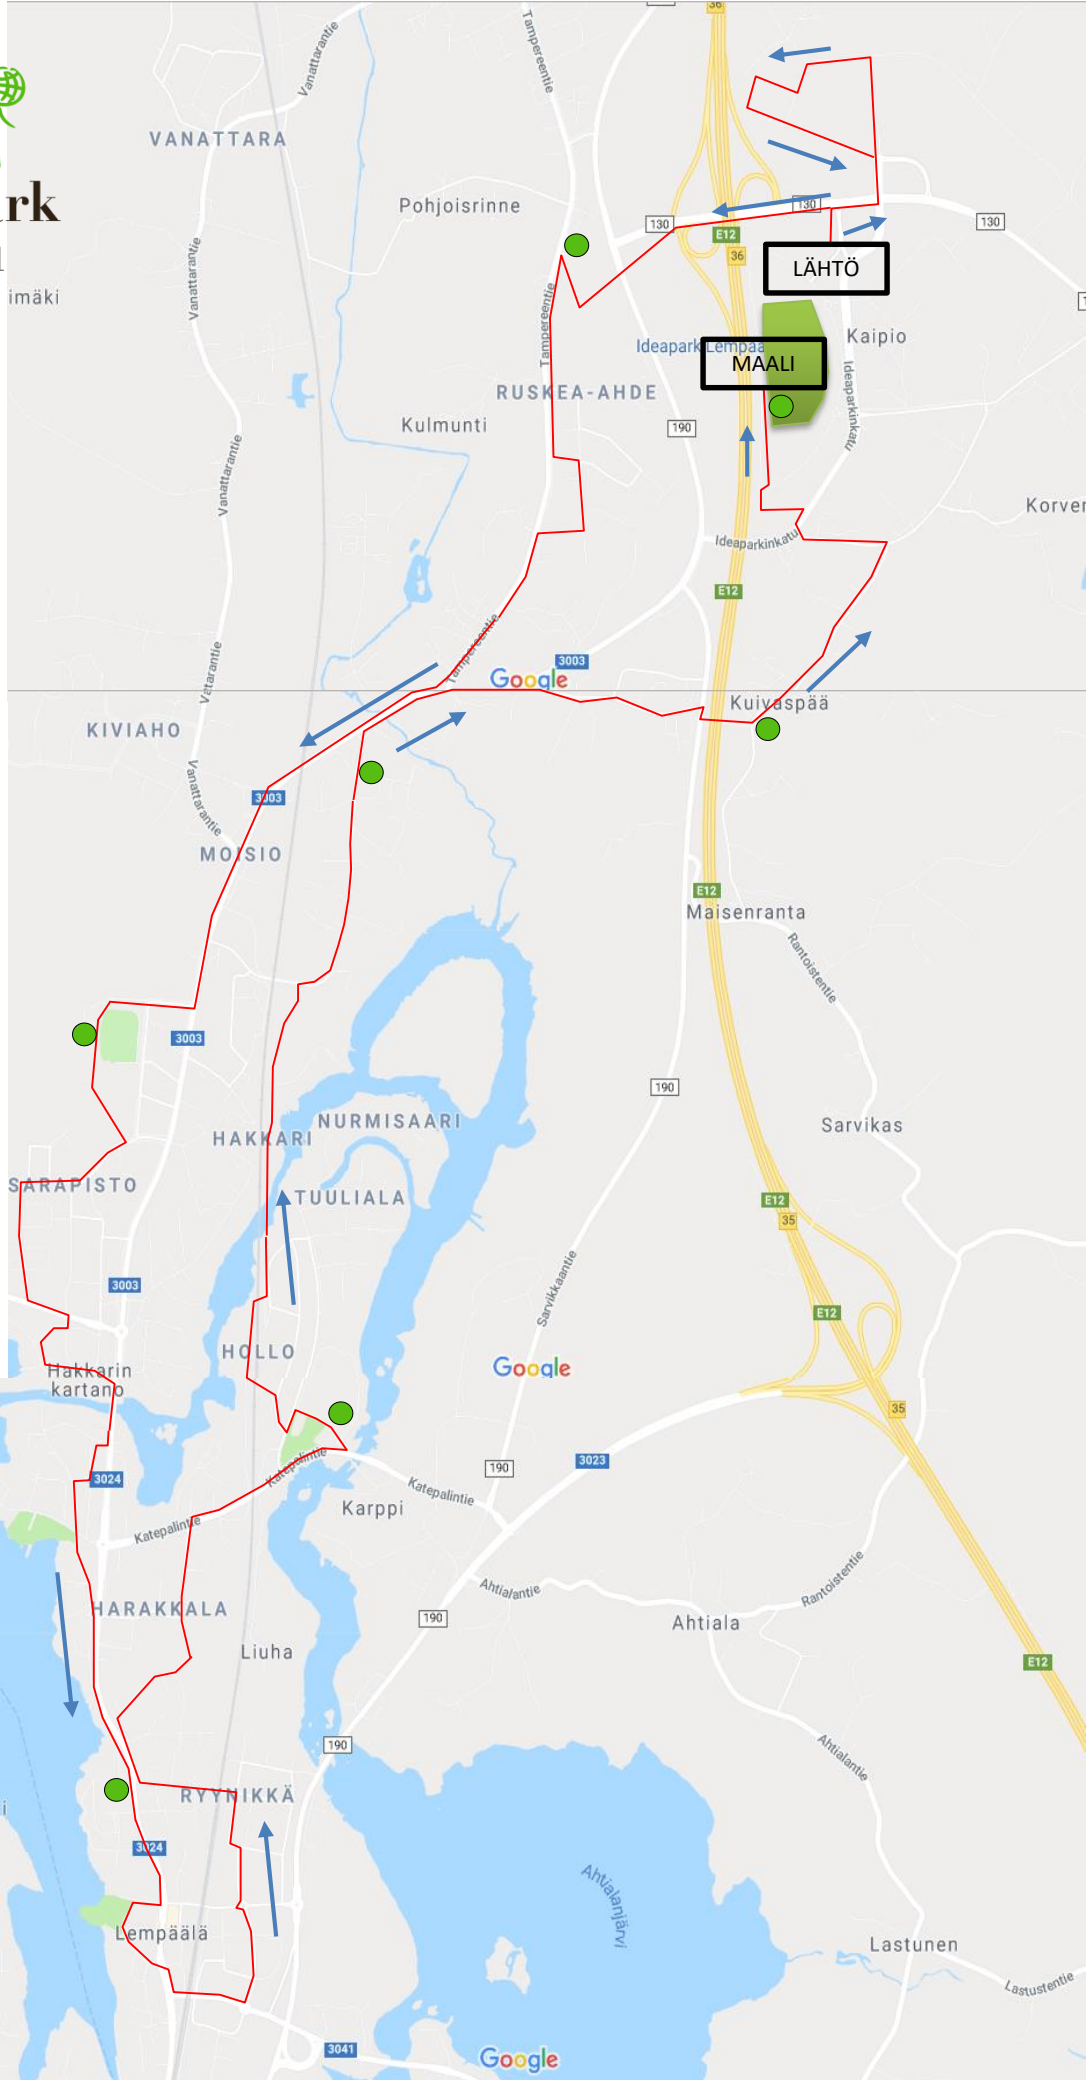 36
Tampereentie
Vanattarantie
VANATTARA
rk
Pohjoisrinne
130
130
130
E12
36
LÄHTÖ
imäki
Vanattarantie
Tampereentie
Ideapark Lempää
Kaipio
MAALI
RUSKEA-AHDE
Ideaparkinkatu
Kulmunti
190
Vanattarantie
Korver
Ideaparkinkatu
E12
Tampereentie
3003
Google
Vatarantie
Kuivaspää
KIVIAHO
Vanattarantie
3003
MOISIO
E12
Maisenranta
Rantoistentie
3003
190
NURMISAARI
Sarvikas
HAKKARI
SARAPISTO
TUULIALA
E12
35
3003
Sarvikkaantie
E12
HOLLO
Google
Hakkarin
kartano
35
Katepalintie
3023
190
3024
Katepalintie
Karppi
Katepalintie
Ahtialantie
Rantoistentie
HARAKKALA
190
Ahtiala
Liuha
E12
190
Ahtialantie
RYYNIKKÄ
i
3024
Ahtialanjärvi
Lempäälä
Lastunen
Lastustentie
3041
Google